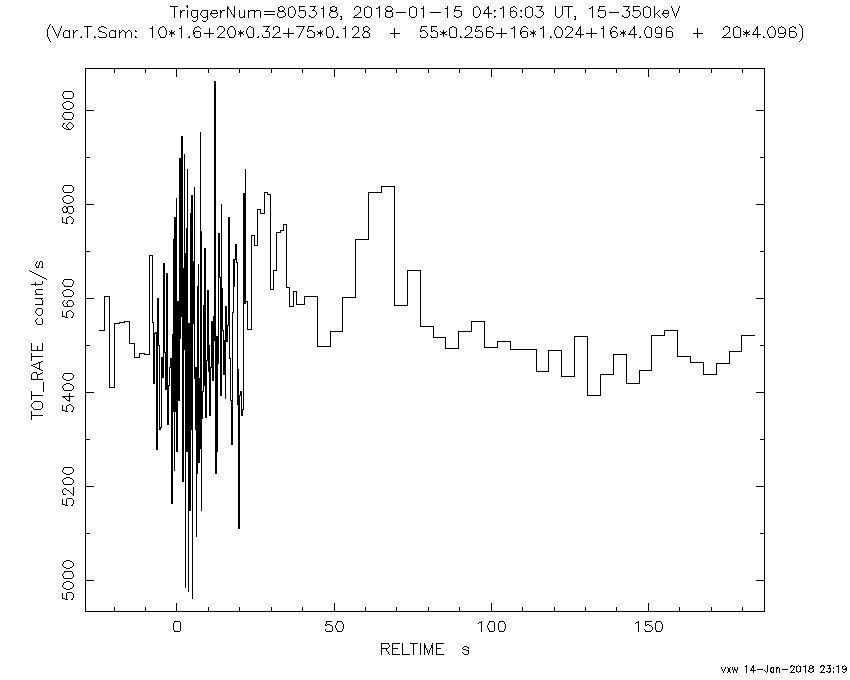 TriggerNum=805318, 2018-01-15 04:16:03 UT, 15-350keV
(Var.T.Sam: 10*1.6+20*0.32+75*0.128 + 55*0.256+16*1.024+16*4.096 + 20*4.096)
TOT_RATE count/s
6000
5800
5600
5400
5200
5000
0 50 100 150
RELTIME s
vxw 14-Jan-2018 23:19